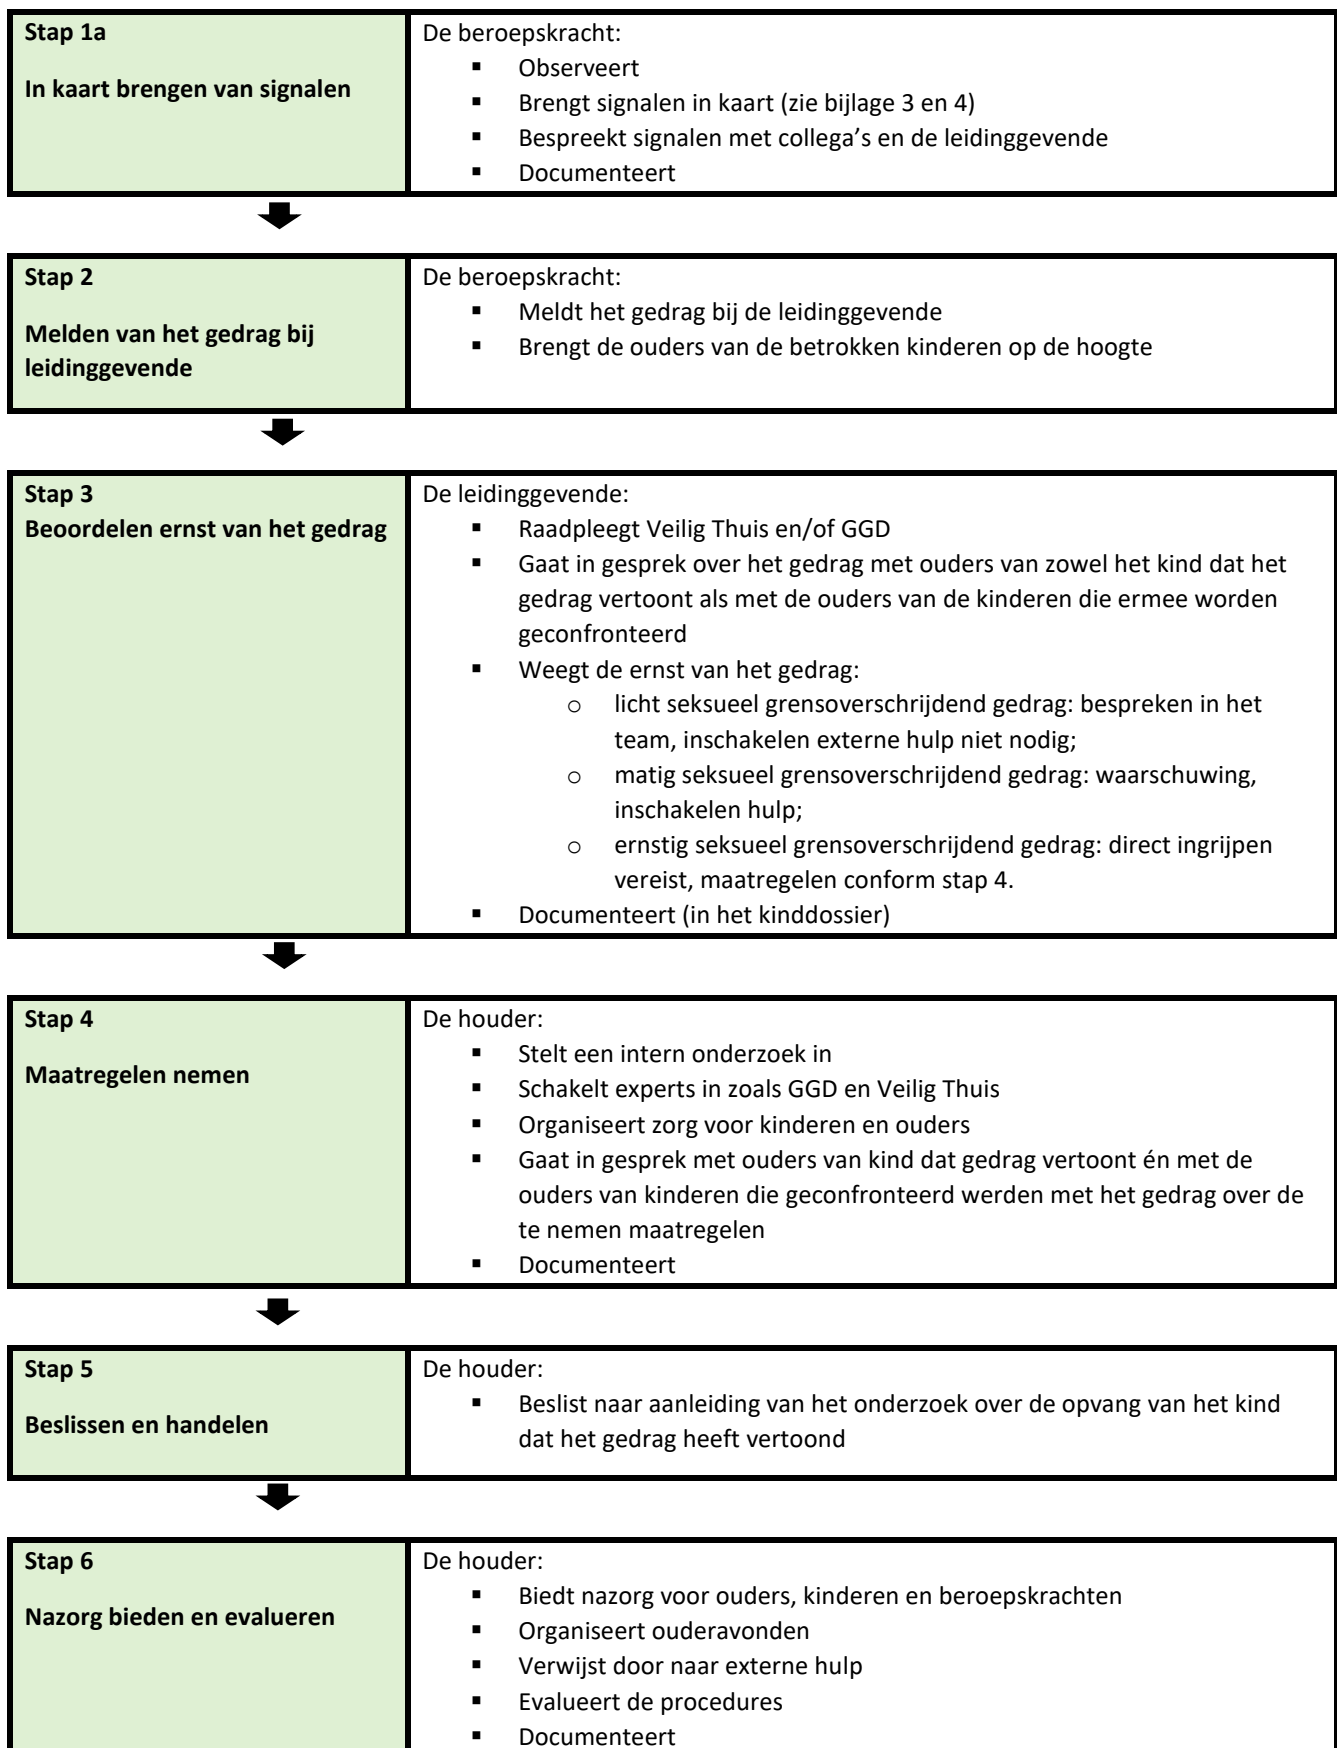 Stap 1a
In kaart brengen van signalen
De beroepskracht:
▪ Observeert
▪ Brengt signalen in kaart (zie bijlage 3 en 4)
▪ Bespreekt signalen met collega’s en de leidinggevende
▪ Documenteert
Stap 2
Melden van het gedrag bij
leidinggevende
De beroepskracht:
▪ Meldt het gedrag bij de leidinggevende
▪ Brengt de ouders van de betrokken kinderen op de hoogte
Stap 3
Beoordelen ernst van het gedrag
De leidinggevende:
▪ Raadpleegt Veilig Thuis en/of GGD
▪ Gaat in gesprek over het gedrag met ouders van zowel het kind dat het
gedrag vertoont als met de ouders van de kinderen die ermee worden
geconfronteerd
▪ Weegt de ernst van het gedrag:
o licht seksueel grensoverschrijdend gedrag: bespreken in het
team, inschakelen externe hulp niet nodig;
o matig seksueel grensoverschrijdend gedrag: waarschuwing,
inschakelen hulp;
o ernstig seksueel grensoverschrijdend gedrag: direct ingrijpen
vereist, maatregelen conform stap 4.
▪ Documenteert (in het kinddossier)
Stap 4
Maatregelen nemen
De houder:
▪ Stelt een intern onderzoek in
▪ Schakelt experts in zoals GGD en Veilig Thuis
▪ Organiseert zorg voor kinderen en ouders
▪ Gaat in gesprek met ouders van kind dat gedrag vertoont én met de
ouders van kinderen die geconfronteerd werden met het gedrag over de
te nemen maatregelen
▪ Documenteert
Stap 5
Beslissen en handelen
De houder:
▪ Beslist naar aanleiding van het onderzoek over de opvang van het kind
dat het gedrag heeft vertoond
Stap 6
Nazorg bieden en evalueren
De houder:
▪ Biedt nazorg voor ouders, kinderen en beroepskrachten
▪ Organiseert ouderavonden
▪ Verwijst door naar externe hulp
▪ Evalueert de procedures
▪ Documenteert